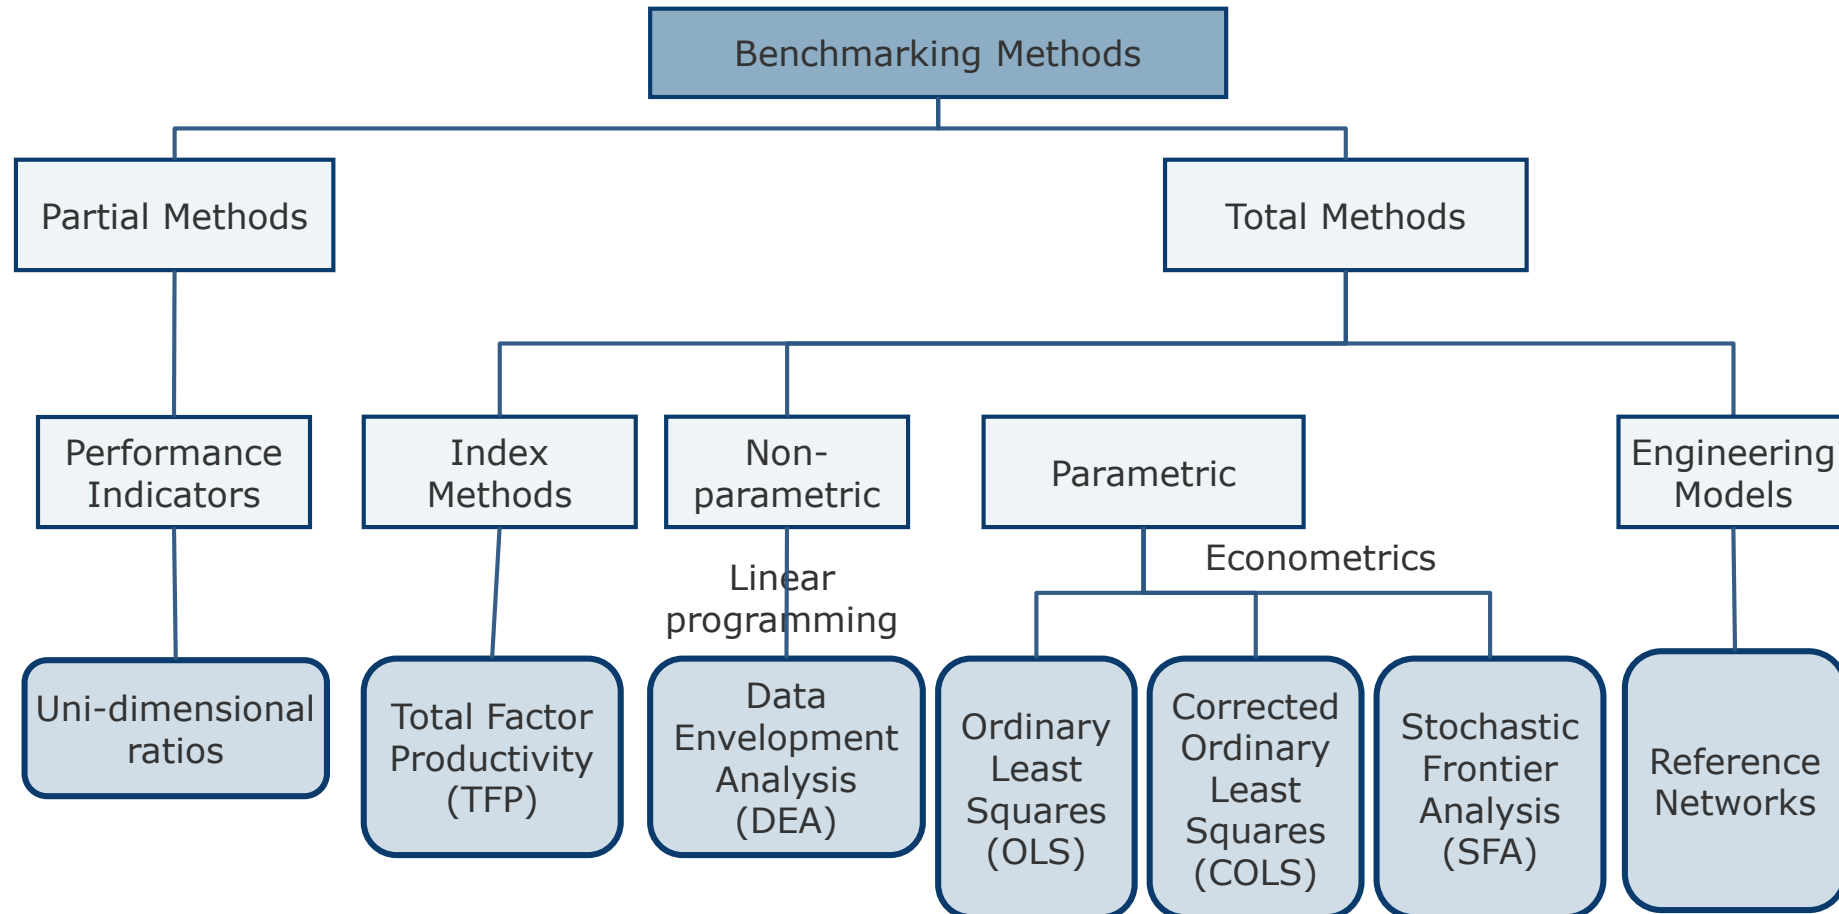 Benchmarking Methods
Partial Methods
Total Methods
Performance
Indicators
Index
Methods
Non-
parametric
Parametric
Engineering
Models
Linear
programming
Econometrics
Uni-dimensional
ratios
Total Factor
Productivity
(TFP)
Data
Envelopment
Analysis
(DEA)
Ordinary
Least
Squares
(OLS)
Corrected
Ordinary
Least
Squares
(COLS)
Stochastic
Frontier
Analysis
(SFA)
Reference
Networks